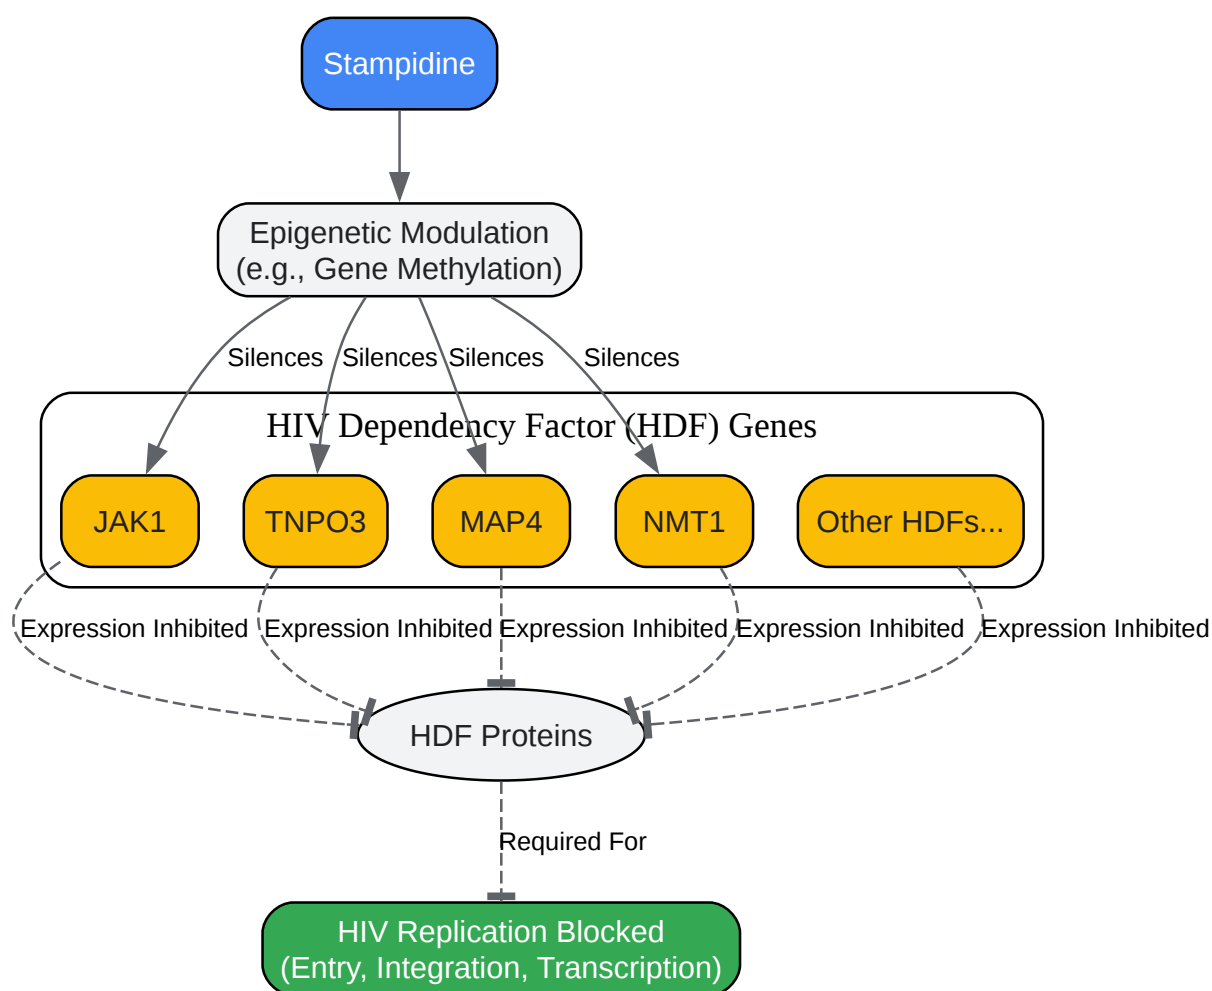 Stampidine
Epigenetic Modulation
(e.g., Gene Methylation)
Silences Silences Silences Silences
HIV Dependency Factor (HDF) Genes
JAK1 TNPO3 MAP4 NMT1 Other HDFs...
Expression Inhibited Expression Inhibited Expression Inhibited Expression Inhibited Expression Inhibited
HDF Proteins
Required For
HIV Replication Blocked
(Entry, Integration, Transcription)